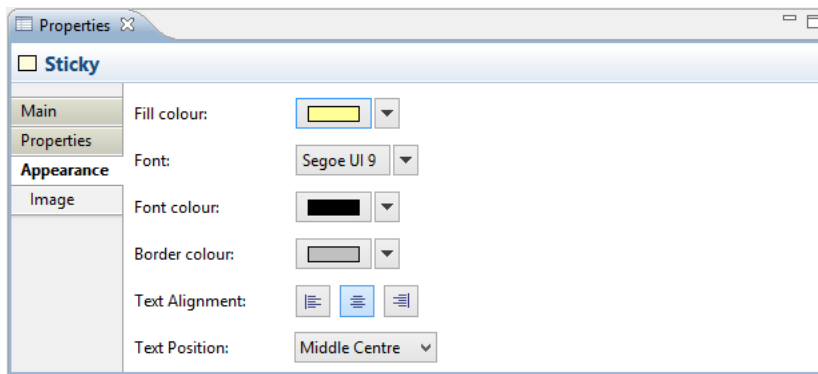 Properties
Sticky
Main
Properties
Appearance
Image
Fill colour:
Font:
Segoe UI 9
Font colour:
Border colour:
Text Alignment:
Text Position:
Middle Centre